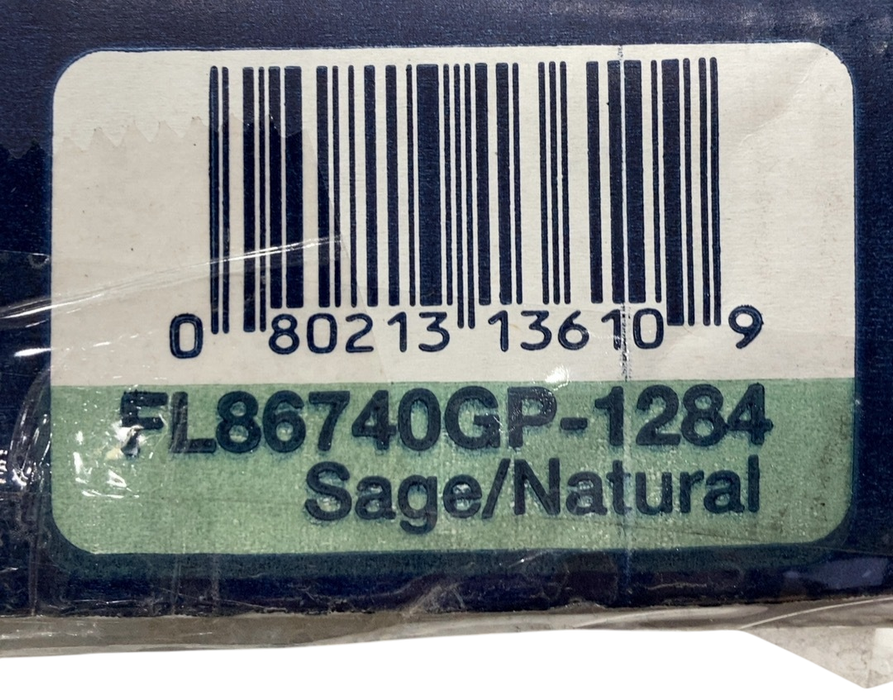 0 80213 13610 9
FL86740GP-1284
Sage/Natural